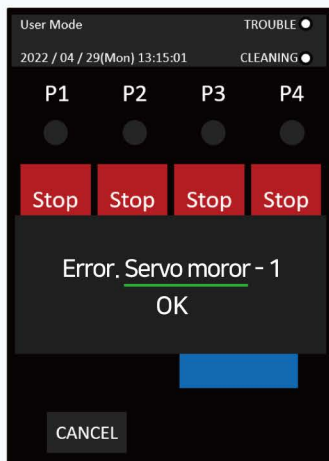 User Mode TROUBLE
2022 / 04 / 29(Mon) 13:15:01 CLEANING
P1 P2 P3 P4
Stop Stop Stop Stop
Error. Servo moror - 1
OK
CANCEL